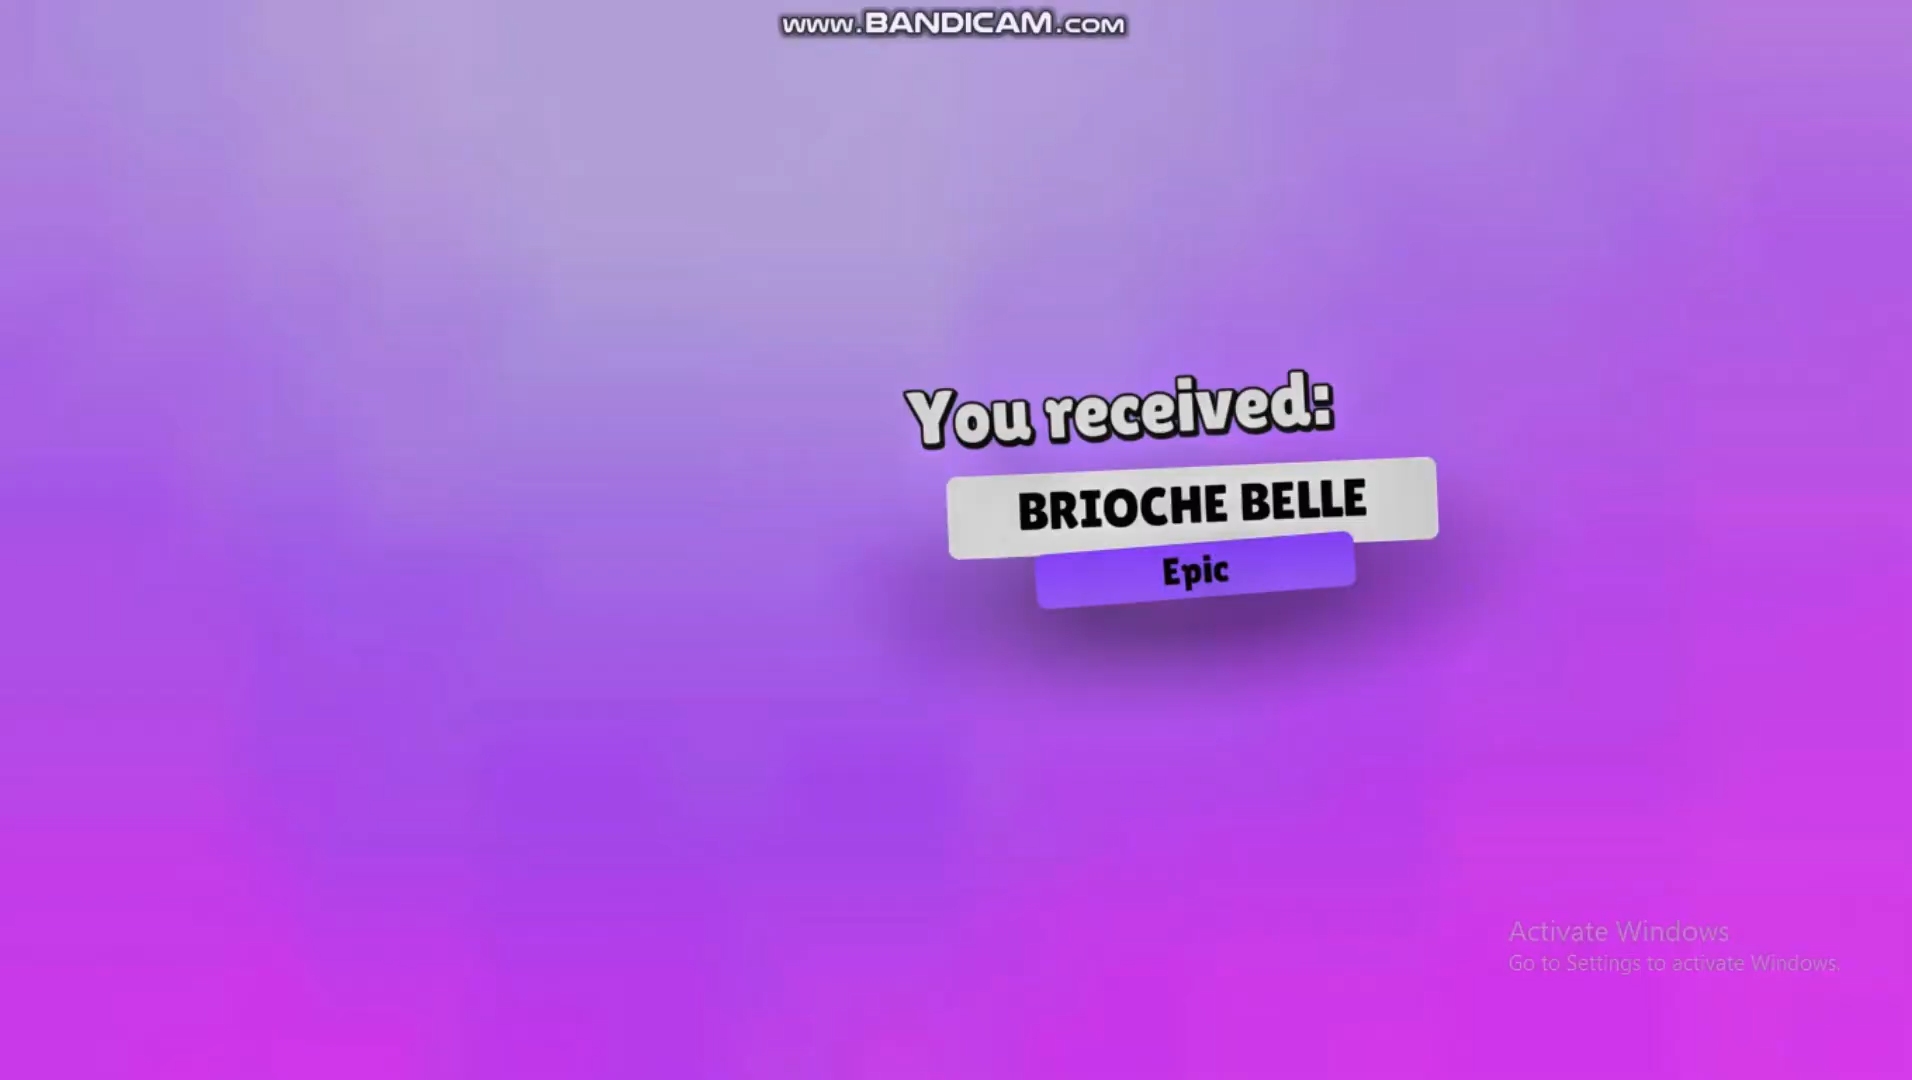 www.BANDICAM.com
You received:
BRIOCHE BELLE
Epic
Activate Windows
Go to Settings to activate Windows.